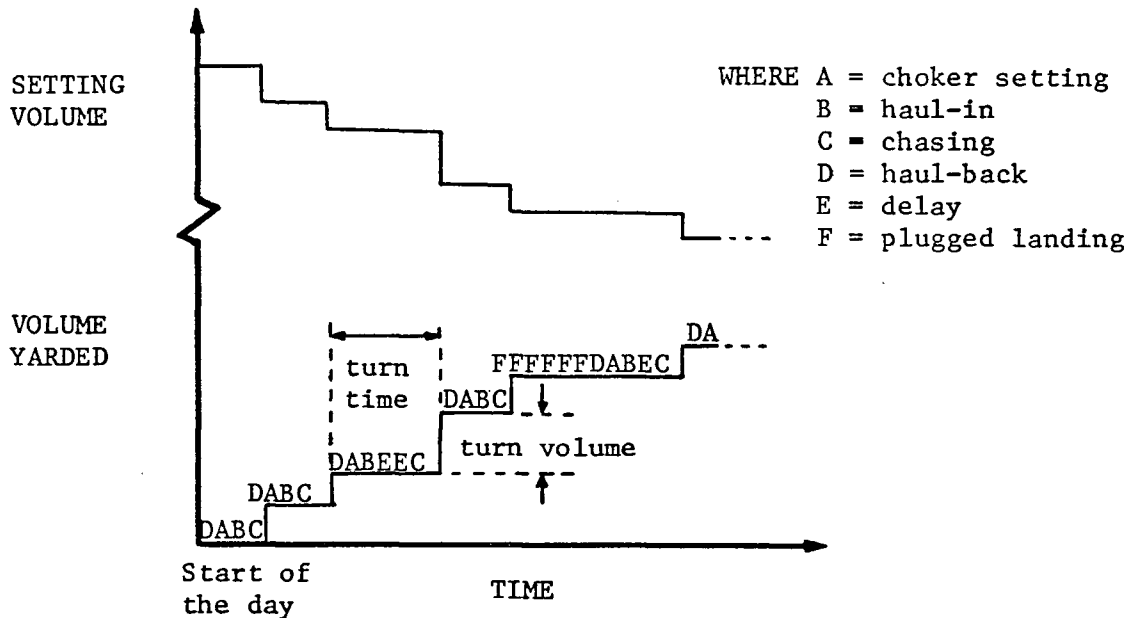 SETTING
VOLUME
WHERE A = choker setting
B = haul-in
C = chasing
D = haul-back
E = delay
F = plugged landing
VOLUME
YARDED
DA
FFFFFFDABEC
turn
time
DABC
turn volume
DABEEC
DABC
DABC
Start of
the day
TIME